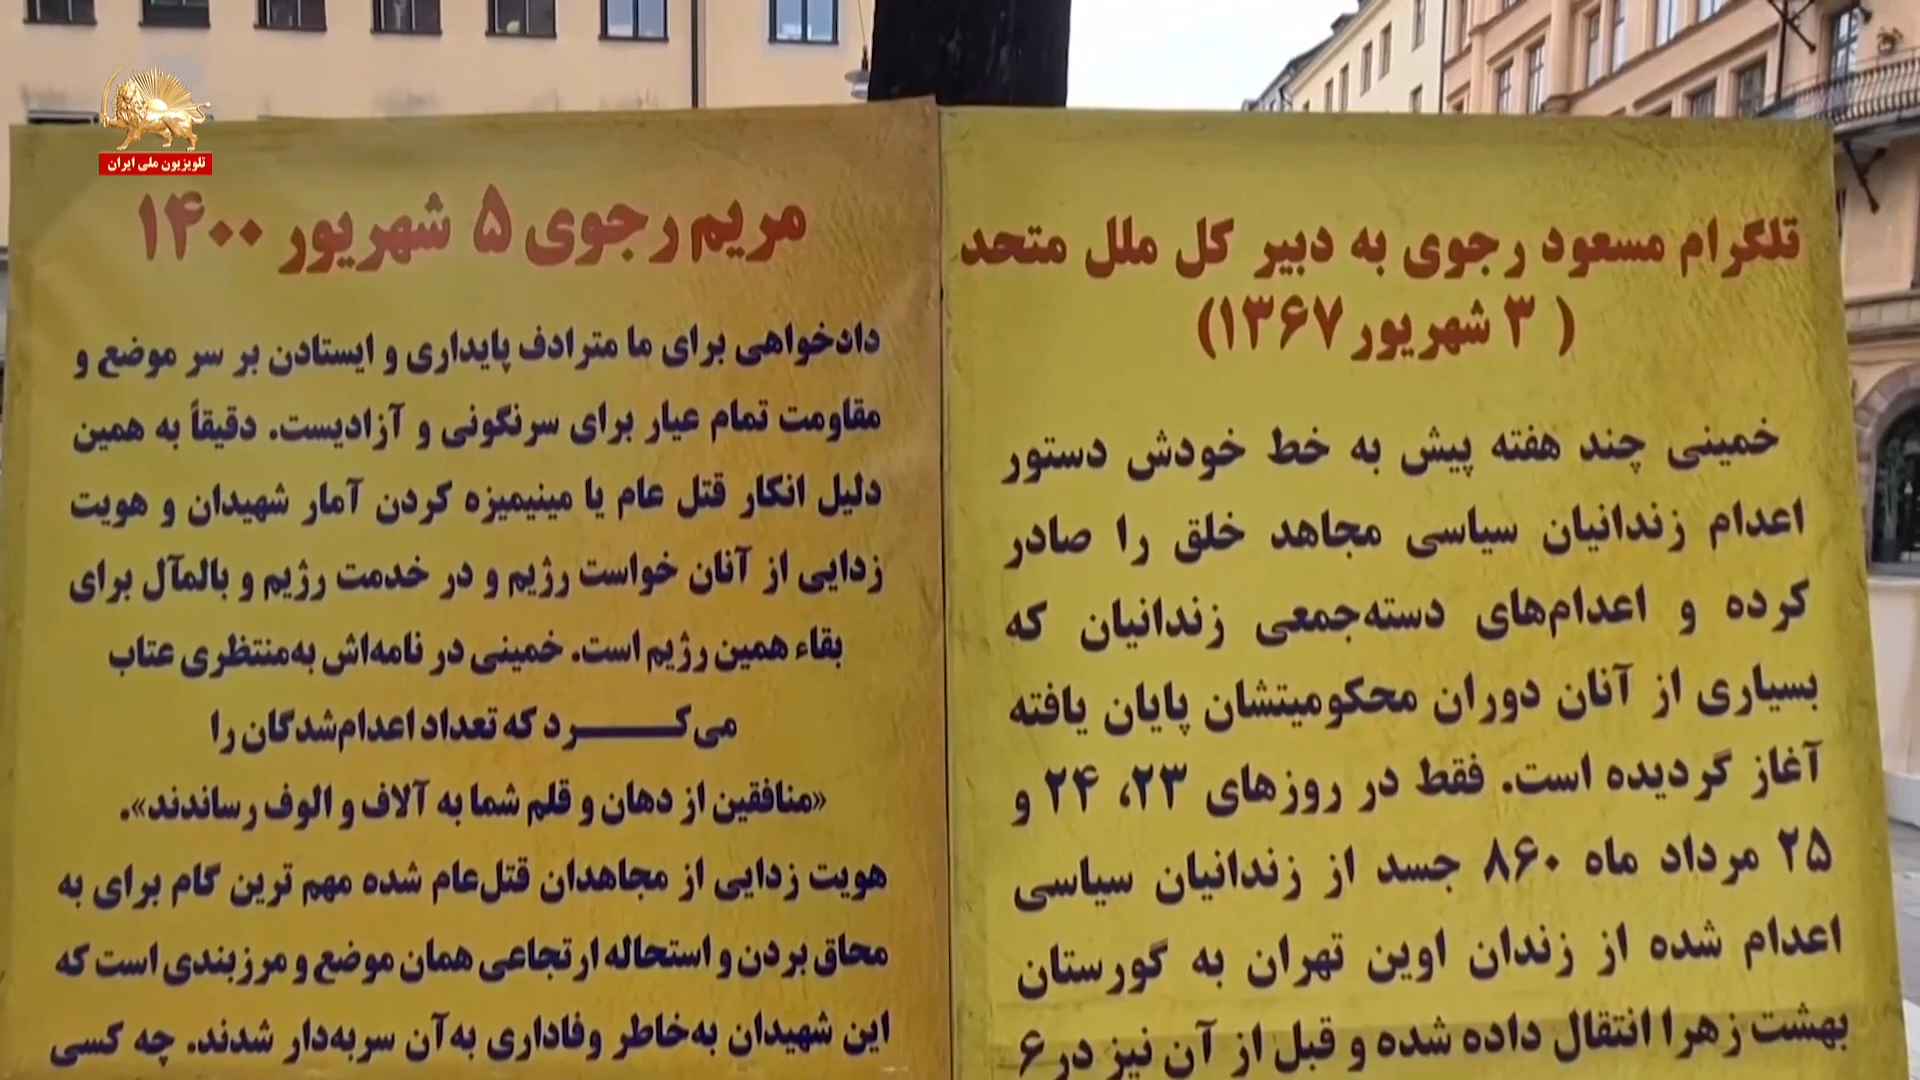 تلویزیون ملی ایران
تلگرام مسعود رجوی به دبیر کل ملل متحد
( ۳ شهریور ۱۳۶۷)
خمینی چند هفته پیش به خط خودش دستور
اعدام زندانیان سیاسی مجاهد خلق را صادر
کرده و اعدام‌های دسته‌جمعی زندانیان که
بسیاری از آنان دوران محکومیتشان پایان یافته
آغاز گردیده است. فقط در روزهای ۲۳، ۲۴ و
۲۵ مرداد ماه ۸۶۰ جسد از زندانیان سیاسی
اعدام شده از زندان اوین تهران به گورستان
بهشت زهرا انتقال داده شده و قبل از آن نیز در ۶
مریم رجوی ۵ شهریور ۱۴۰۰
دادخواهی برای ما مترادف پایداری و ایستادن بر سر موضع و
مقاومت تمام عیار برای سرنگونی و آزادیست. دقیقاً به همین
دلیل انکار قتل عام یا مینیمیزه کردن آمار شهیدان و هویت
زدایی از آنان خواست رژیم و در خدمت رژیم و بالمآل برای
بقاء همین رژیم است. خمینی در نامه‌اش به‌منتظری عتاب
می‌کـــــــرد که تعداد اعدام‌شدگان را
«منافقین از دهان و قلم شما به آلاف و الوف رساندند».
هویت زدایی از مجاهدان قتل‌عام شده مهم ترین گام برای به
محاق بردن و استحاله ارتجاعی همان موضع و مرزبندی است که
این شهیدان به‌خاطر وفاداری به‌آن سربه‌دار شدند. چه کسی